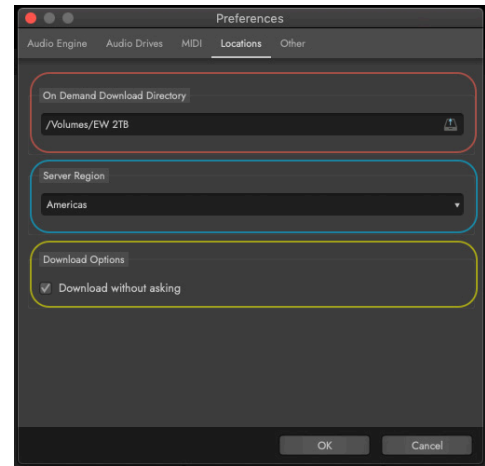 Preferences
Audio Engine Audio Drives MIDI Locations Other
On Demand Download Directory
/Volumes/EW 2TB
Server Region
Americas
Download Options
Download without asking
OK Cancel